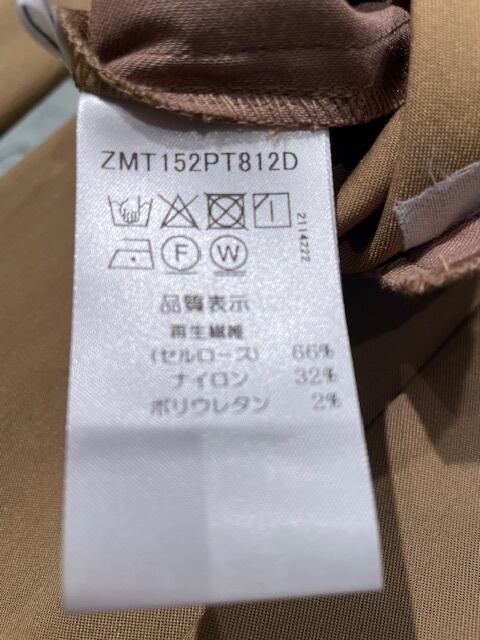 ZMT152PT812D
F W
2114222
品質表示
再生繊維
(セルロース) 66%
ナイロン 32%
ポリウレタン 2%